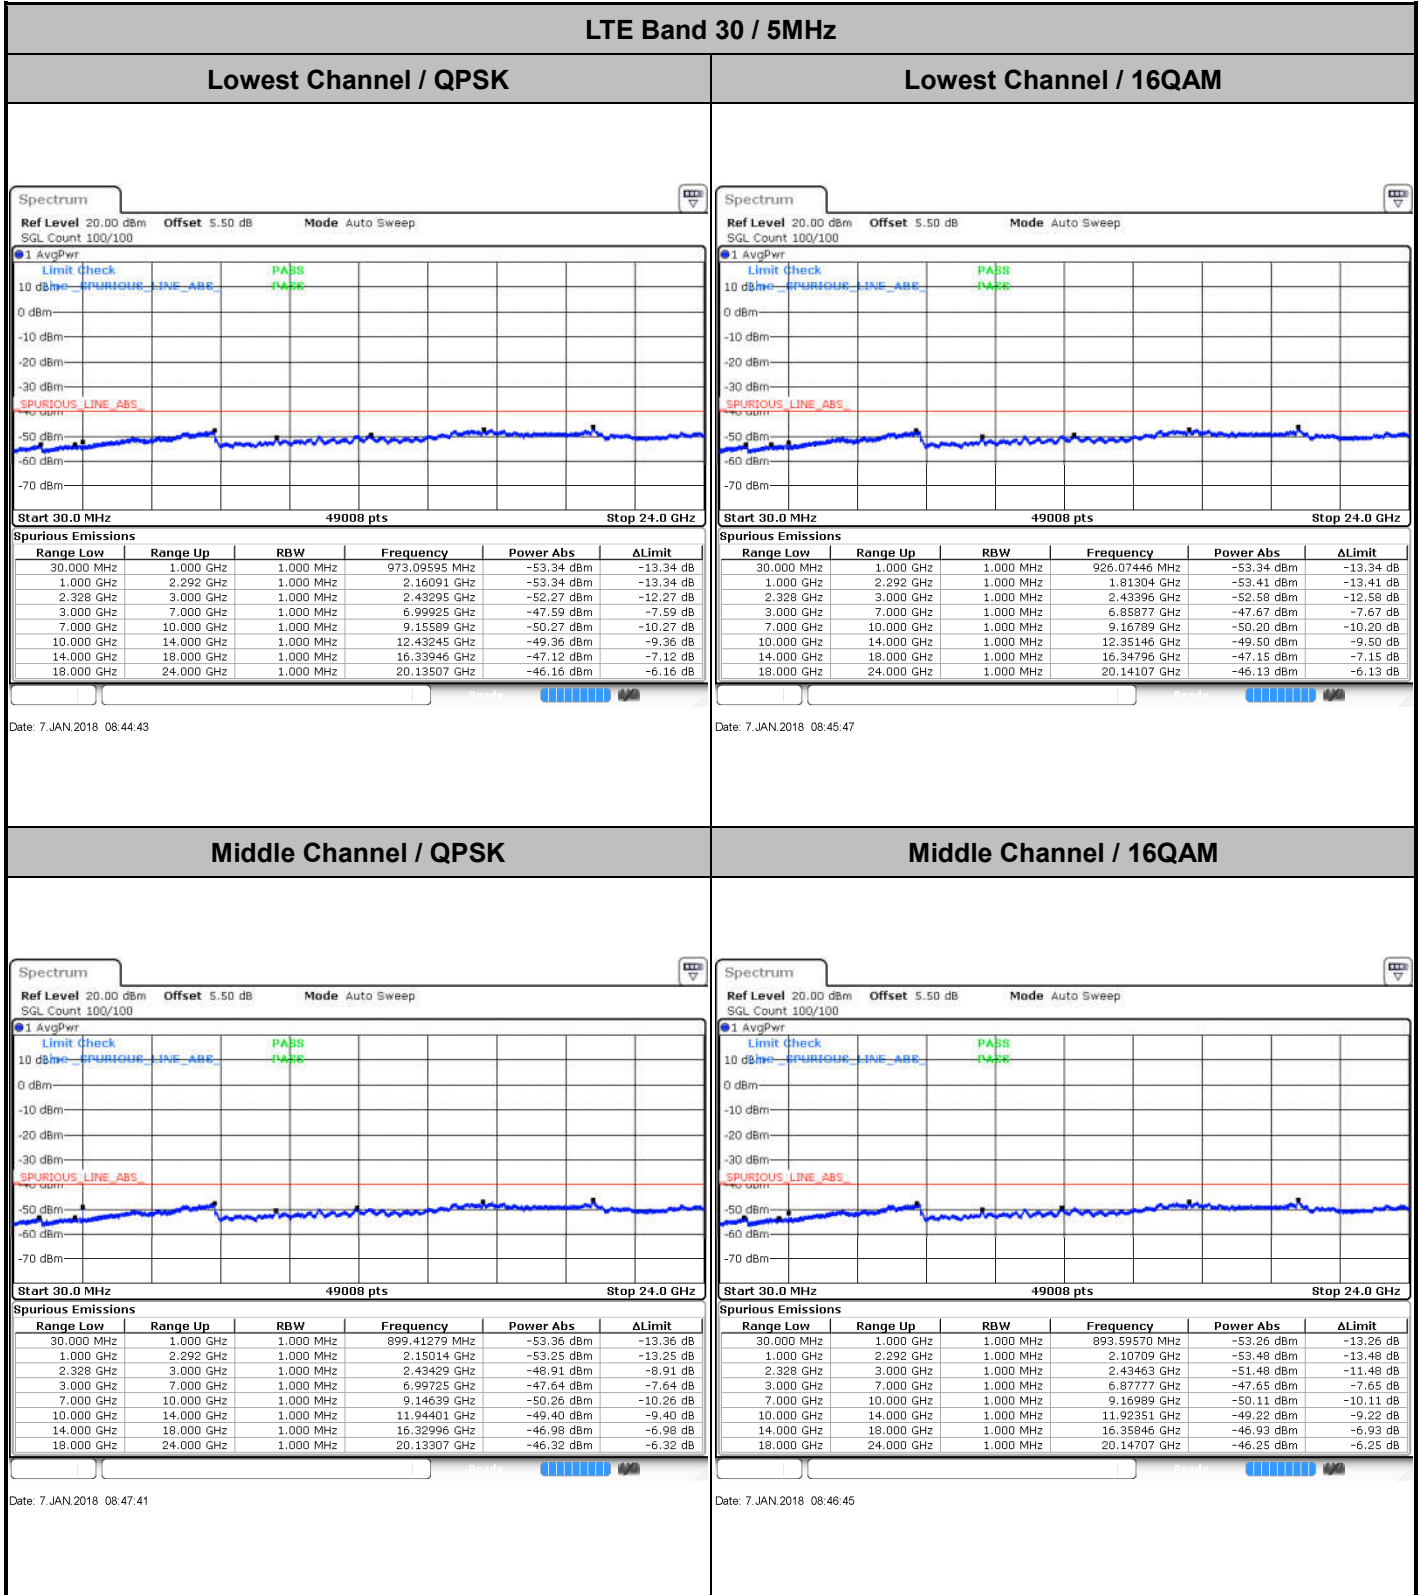 LTE Band 30 / 5MHz
Lowest Channel / QPSK
Lowest Channel / 16QAM
Spectrum
Ref Level 20.00 dBm Offset 5.50 dB Mode Auto Sweep
SGL Count 100/100
1 AvgPwr
Limit Check PASS
10 dBm Line _SPURIOUS_LINE_ABS_ PASS
0 dBm
-10 dBm
-20 dBm
-30 dBm
_SPURIOUS_LINE_ABS_
-40 dBm
-50 dBm
-60 dBm
-70 dBm
Start 30.0 MHz 49008 pts Stop 24.0 GHz
Spurious Emissions
Range Low Range Up RBW Frequency Power Abs ΔLimit
30.000 MHz 1.000 GHz 1.000 MHz 973.09595 MHz -53.34 dBm -13.34 dB
1.000 GHz 2.292 GHz 1.000 MHz 2.16091 GHz -53.34 dBm -13.34 dB
2.328 GHz 3.000 GHz 1.000 MHz 2.43295 GHz -52.27 dBm -12.27 dB
3.000 GHz 7.000 GHz 1.000 MHz 6.99925 GHz -47.59 dBm -7.59 dB
7.000 GHz 10.000 GHz 1.000 MHz 9.15589 GHz -50.27 dBm -10.27 dB
10.000 GHz 14.000 GHz 1.000 MHz 12.43245 GHz -49.36 dBm -9.36 dB
14.000 GHz 18.000 GHz 1.000 MHz 16.33946 GHz -47.12 dBm -7.12 dB
18.000 GHz 24.000 GHz 1.000 MHz 20.13507 GHz -46.16 dBm -6.16 dB
Ready
Date: 7.JAN.2018 08:44:43
Spectrum
Ref Level 20.00 dBm Offset 5.50 dB Mode Auto Sweep
SGL Count 100/100
1 AvgPwr
Limit Check PASS
10 dBm Line _SPURIOUS_LINE_ABS_ PASS
0 dBm
-10 dBm
-20 dBm
-30 dBm
_SPURIOUS_LINE_ABS_
-40 dBm
-50 dBm
-60 dBm
-70 dBm
Start 30.0 MHz 49008 pts Stop 24.0 GHz
Spurious Emissions
Range Low Range Up RBW Frequency Power Abs ΔLimit
30.000 MHz 1.000 GHz 1.000 MHz 926.07446 MHz -53.34 dBm -13.34 dB
1.000 GHz 2.292 GHz 1.000 MHz 1.81304 GHz -53.41 dBm -13.41 dB
2.328 GHz 3.000 GHz 1.000 MHz 2.43396 GHz -52.58 dBm -12.58 dB
3.000 GHz 7.000 GHz 1.000 MHz 6.85877 GHz -47.67 dBm -7.67 dB
7.000 GHz 10.000 GHz 1.000 MHz 9.16789 GHz -50.20 dBm -10.20 dB
10.000 GHz 14.000 GHz 1.000 MHz 12.35146 GHz -49.50 dBm -9.50 dB
14.000 GHz 18.000 GHz 1.000 MHz 16.34796 GHz -47.15 dBm -7.15 dB
18.000 GHz 24.000 GHz 1.000 MHz 20.14107 GHz -46.13 dBm -6.13 dB
Ready
Date: 7.JAN.2018 08:45:47
Middle Channel / QPSK
Middle Channel / 16QAM
Spectrum
Ref Level 20.00 dBm Offset 5.50 dB Mode Auto Sweep
SGL Count 100/100
1 AvgPwr
Limit Check PASS
10 dBm Line _SPURIOUS_LINE_ABS_ PASS
0 dBm
-10 dBm
-20 dBm
-30 dBm
_SPURIOUS_LINE_ABS_
-40 dBm
-50 dBm
-60 dBm
-70 dBm
Start 30.0 MHz 49008 pts Stop 24.0 GHz
Spurious Emissions
Range Low Range Up RBW Frequency Power Abs ΔLimit
30.000 MHz 1.000 GHz 1.000 MHz 899.41279 MHz -53.36 dBm -13.36 dB
1.000 GHz 2.292 GHz 1.000 MHz 2.15014 GHz -53.25 dBm -13.25 dB
2.328 GHz 3.000 GHz 1.000 MHz 2.43429 GHz -48.91 dBm -8.91 dB
3.000 GHz 7.000 GHz 1.000 MHz 6.99725 GHz -47.64 dBm -7.64 dB
7.000 GHz 10.000 GHz 1.000 MHz 9.14639 GHz -50.26 dBm -10.26 dB
10.000 GHz 14.000 GHz 1.000 MHz 11.94401 GHz -49.40 dBm -9.40 dB
14.000 GHz 18.000 GHz 1.000 MHz 16.32996 GHz -46.98 dBm -6.98 dB
18.000 GHz 24.000 GHz 1.000 MHz 20.13307 GHz -46.32 dBm -6.32 dB
Ready
Date: 7.JAN.2018 08:47:41
Spectrum
Ref Level 20.00 dBm Offset 5.50 dB Mode Auto Sweep
SGL Count 100/100
1 AvgPwr
Limit Check PASS
10 dBm Line _SPURIOUS_LINE_ABS_ PASS
0 dBm
-10 dBm
-20 dBm
-30 dBm
_SPURIOUS_LINE_ABS_
-40 dBm
-50 dBm
-60 dBm
-70 dBm
Start 30.0 MHz 49008 pts Stop 24.0 GHz
Spurious Emissions
Range Low Range Up RBW Frequency Power Abs ΔLimit
30.000 MHz 1.000 GHz 1.000 MHz 893.59570 MHz -53.26 dBm -13.26 dB
1.000 GHz 2.292 GHz 1.000 MHz 2.10709 GHz -53.48 dBm -13.48 dB
2.328 GHz 3.000 GHz 1.000 MHz 2.43463 GHz -51.48 dBm -11.48 dB
3.000 GHz 7.000 GHz 1.000 MHz 6.87777 GHz -47.65 dBm -7.65 dB
7.000 GHz 10.000 GHz 1.000 MHz 9.16989 GHz -50.11 dBm -10.11 dB
10.000 GHz 14.000 GHz 1.000 MHz 11.92351 GHz -49.22 dBm -9.22 dB
14.000 GHz 18.000 GHz 1.000 MHz 16.35846 GHz -46.93 dBm -6.93 dB
18.000 GHz 24.000 GHz 1.000 MHz 20.14707 GHz -46.25 dBm -6.25 dB
Ready
Date: 7.JAN.2018 08:46:45